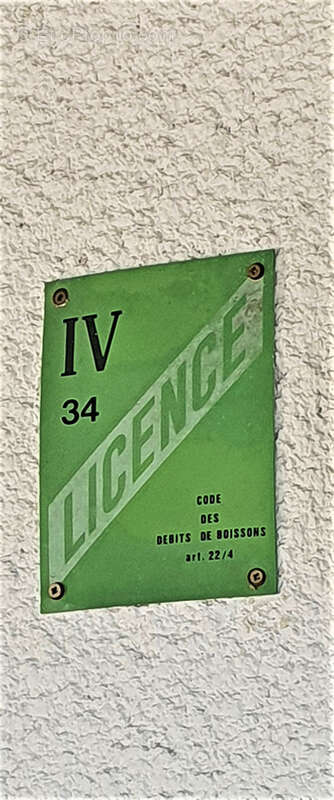 IV
34
LICENCE
CODE
DES
DEBITS DE BOISSONS
art. 22/4